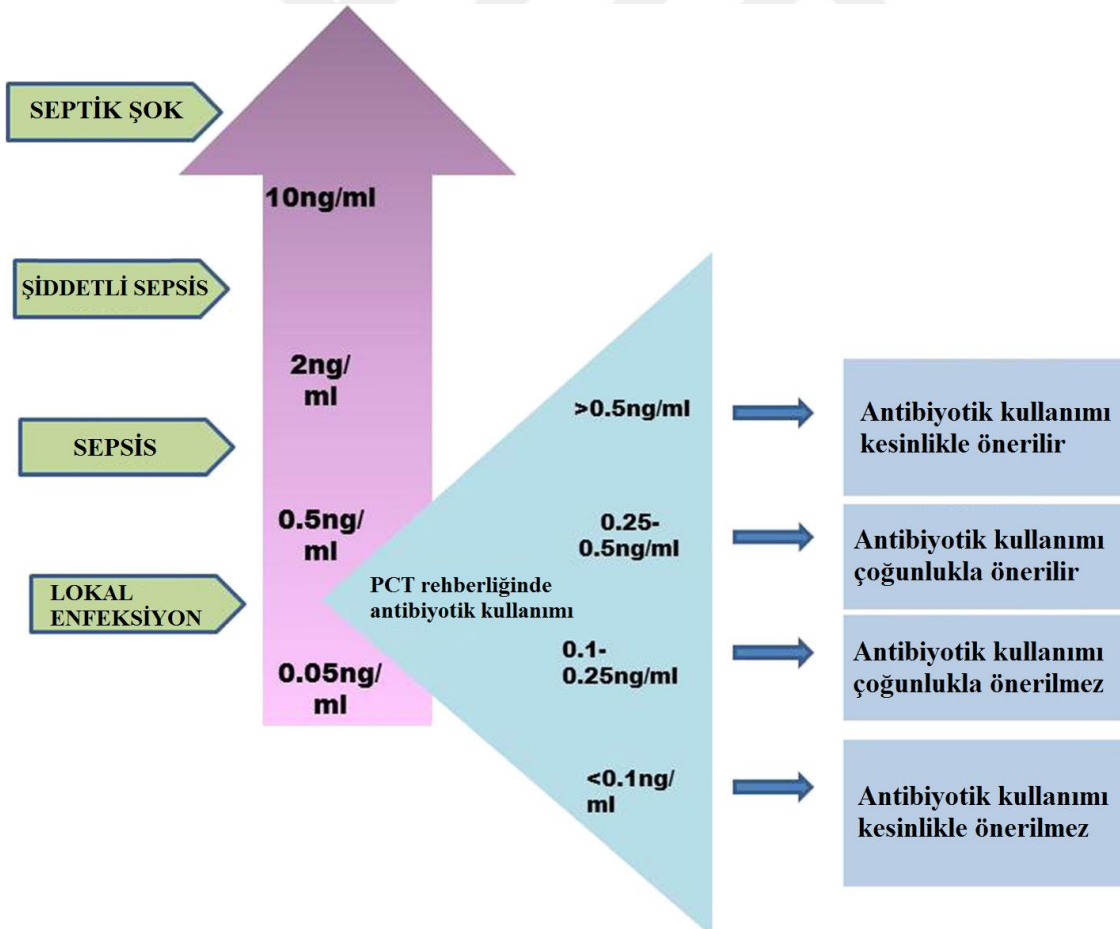 SEPTİK ŞOK
10ng/ml
ŞİDDETLİ SEPSİS
2ng/
ml
SEPSİS
0.5ng/
ml
LOKAL
ENFEKSİYON
0.05ng/
ml
PCT rehberliğinde
antibiyotik kullanımı
>0.5ng/ml
Antibiyotik kullanımı
kesinlikle önerilir
0.25-
0.5ng/ml
Antibiyotik kullanımı
çoğunlukla önerilir
0.1-
0.25ng/ml
Antibiyotik kullanımı
çoğunlukla önerilmez
<0.1ng/
ml
Antibiyotik kullanımı
kesinlikle önerilmez